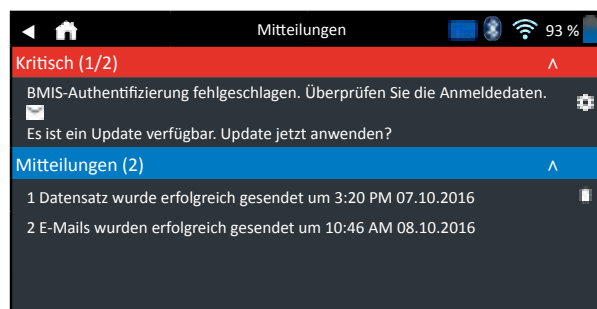 Mitteilungen 93 %
Kritisch (1/2)
BMIS-Authentifizierung fehlgeschlagen. Überprüfen Sie die Anmeldedaten.
Es ist ein Update verfügbar. Update jetzt anwenden?
Mitteilungen (2)
1 Datensatz wurde erfolgreich gesendet um 3:20 PM 07.10.2016
2 E-Mails wurden erfolgreich gesendet um 10:46 AM 08.10.2016